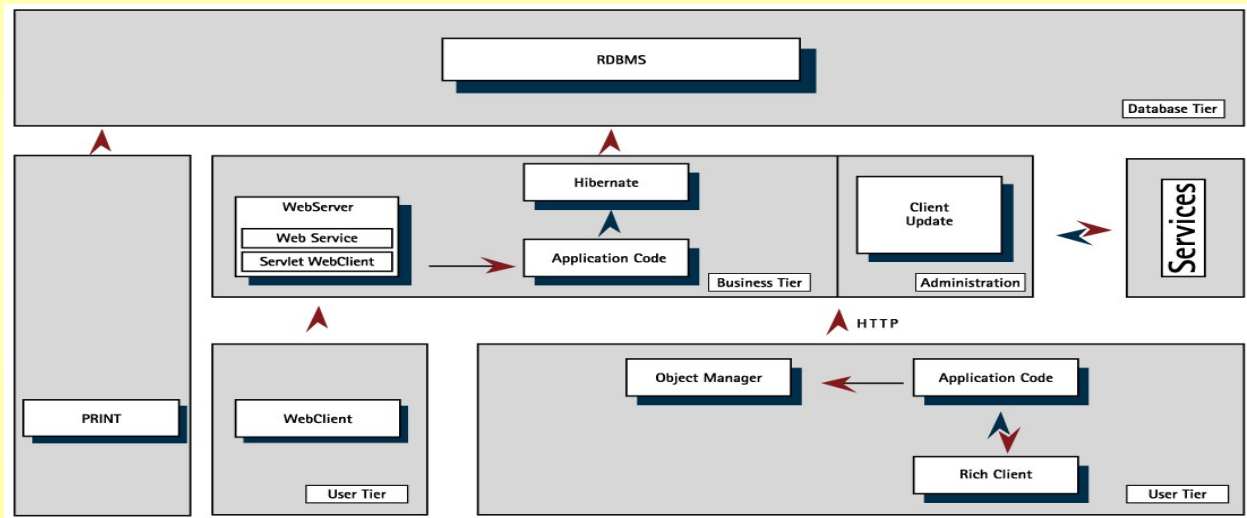 RDBMS
Database Tier
Hibernate
WebServer
Web Service
Servlet WebClient
Application Code
Business Tier
Client
Update
Administration
Services
HTTP
PRINT
WebClient
User Tier
Object Manager
Application Code
Rich Client
User Tier